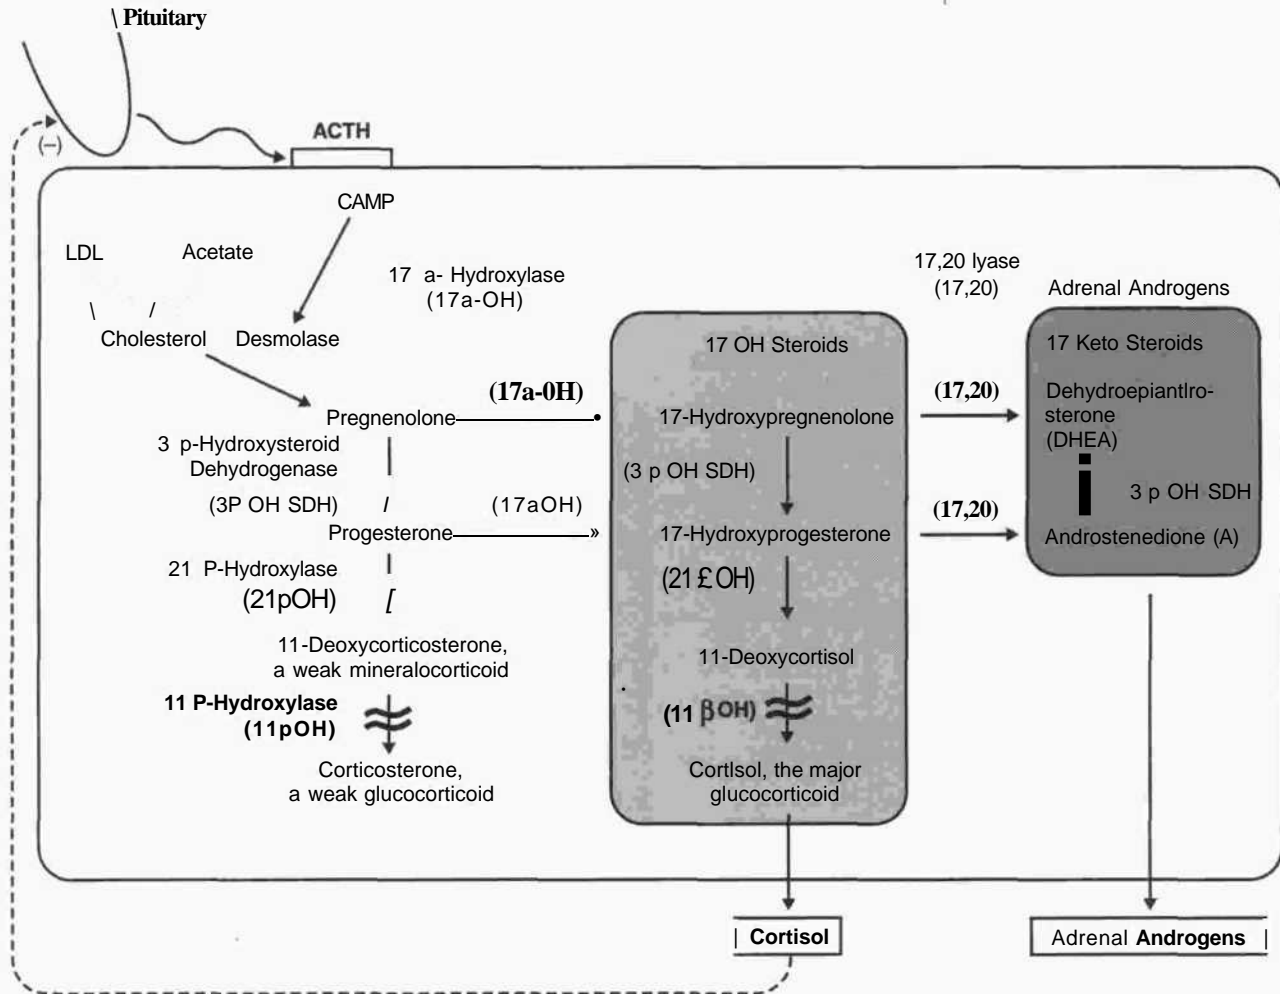 \ Pituitary
(–)
ACTH
CAMP
LDL
Acetate
17 a- Hydroxylase
(17a-OH)
17,20 lyase
(17,20)
Adrenal Androgens
\ /
Cholesterol
Desmolase
17 OH Steroids
17 Keto Steroids
(17a-0H)
(17,20)
Dehydroepiantlro-
sterone
(DHEA)
Pregnenolone
17-Hydroxypregnenolone
3 p-Hydroxysteroid
Dehydrogenase
(3P OH SDH)
|
/
(3 p OH SDH)
3 p OH SDH
(17aOH)
(17,20)
Progesterone
»
17-Hydroxyprogesterone
Androstenedione (A)
21 P-Hydroxylase
(21pOH)
|
[
(21 £ OH)
11-Deoxycorticosterone,
a weak mineralocorticoid
11-Deoxycortisol
11 P-Hydroxylase
(11pOH)
(11 βOH)
Corticosterone,
a weak glucocorticoid
CortIsol, the major
glucocorticoid
| Cortisol
Adrenal Androgens |